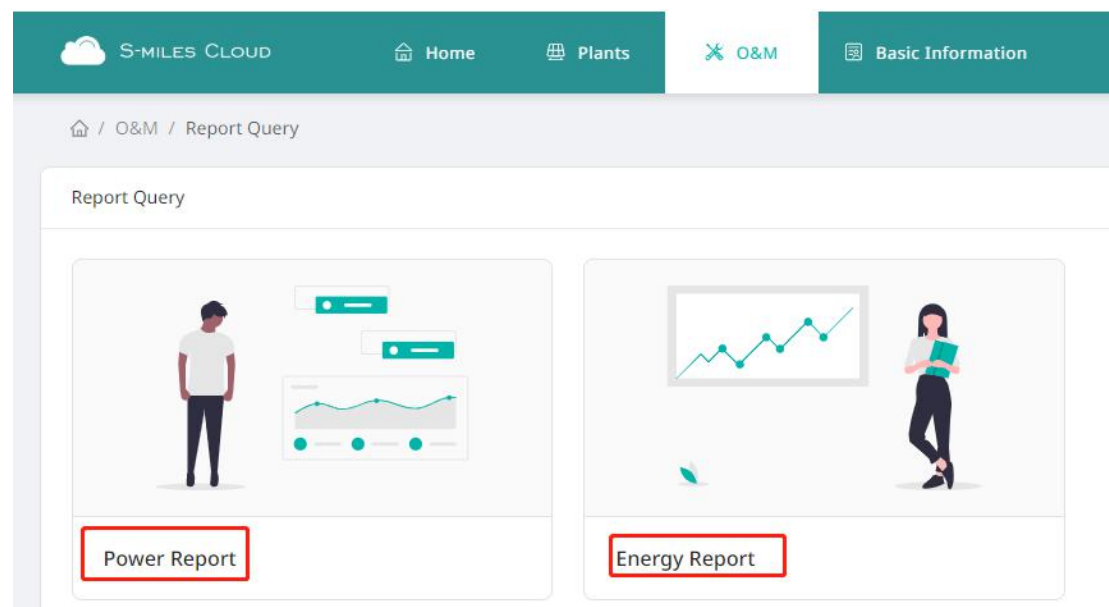 S-MILES CLOUD
Home
Plants
O&M
Basic Information
/ O&M / Report Query
Report Query
Power Report
Energy Report